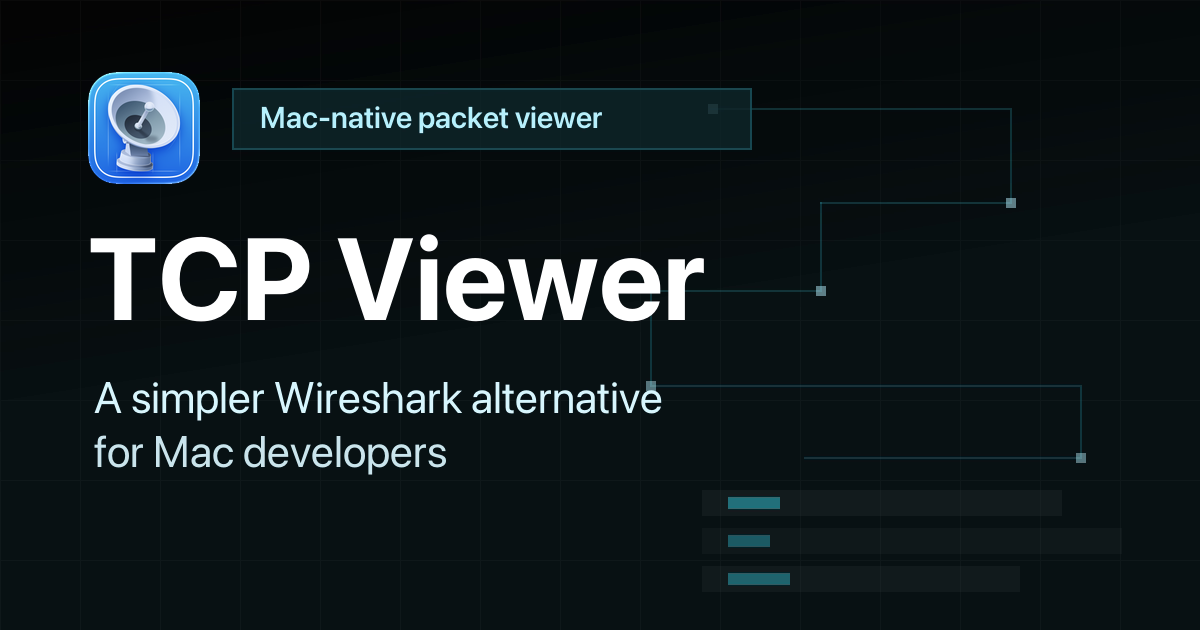 Mac-native packet viewer
TCP Viewer
A simpler Wireshark alternative
for Mac developers